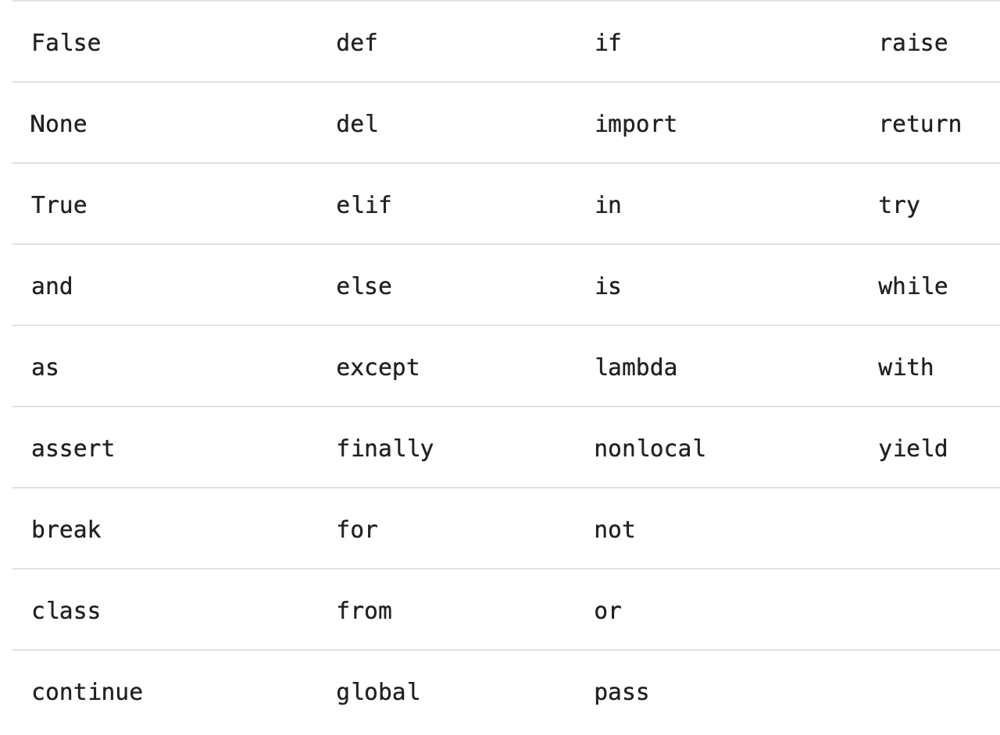 False def if raise
None del import return
True elif in try
and else is while
as except lambda with
assert finally nonlocal yield
break for not
class from or
continue global pass